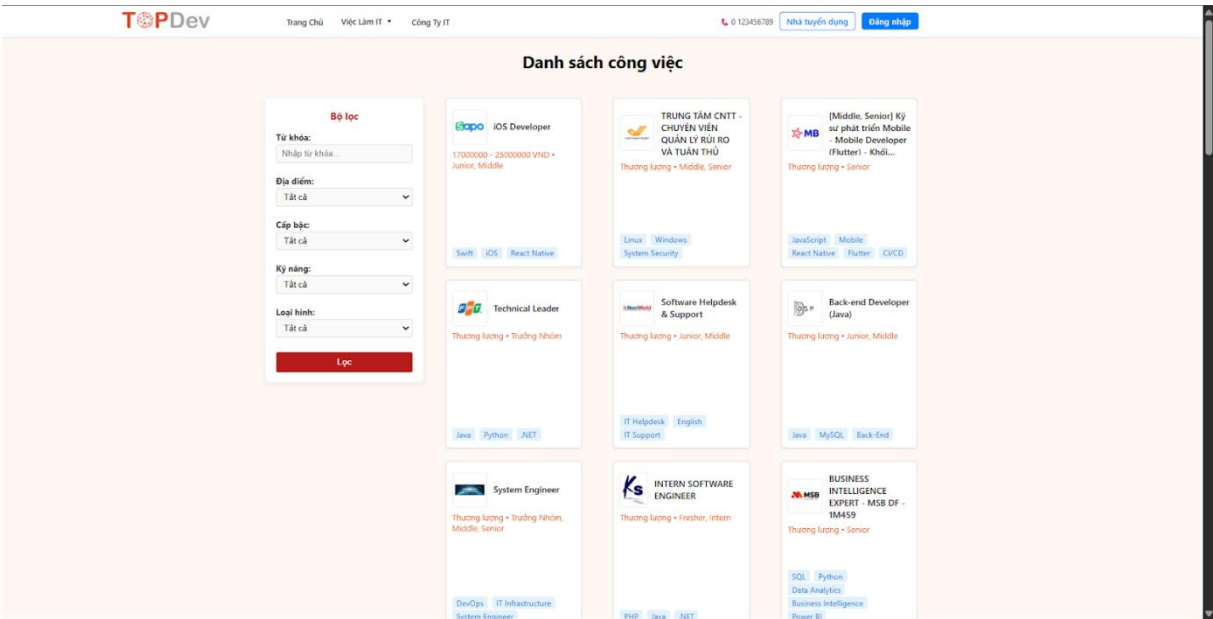 TOPDev
Trang Chủ Việc Làm IT Công Ty IT
0 123456789 Nhà tuyển dụng Đăng nhập
Danh sách công việc
Bộ lọc
Từ khóa:
Nhập từ khóa...
Địa điểm:
Tất cả
Cấp bậc:
Tất cả
Kỹ năng:
Tất cả
Loại hình:
Tất cả
Lọc
Sapo
iOS Developer
17000000 - 25000000 VND •
Junior, Middle
Swift iOS React Native
TRUNG TÂM CNTT -
CHUYÊN VIÊN
QUẢN LÝ RỦI RO
VÀ TUÂN THỦ
Thương lượng • Middle, Senior
Linux Windows
System Security
MB
[Middle, Senior] Kỹ
sư phát triển Mobile
- Mobile Developer
(Flutter) - Khối...
Thương lượng • Senior
JavaScript Mobile
React Native Flutter CI/CD
FPT
Technical Leader
Thương lượng • Trưởng Nhóm
Java Python .NET
Software Helpdesk
& Support
Thương lượng • Junior, Middle
IT Helpdesk English
IT Support
Back-end Developer
(Java)
Thương lượng • Junior, Middle
Java MySQL Back-End
System Engineer
Thương lượng • Trưởng Nhóm,
Middle, Senior
DevOps IT Infrastructure
System Engineer
Ks
INTERN SOFTWARE
ENGINEER
Thương lượng • Fresher, Intern
PHP Java .NET
MSB
BUSINESS
INTELLIGENCE
EXPERT - MSB DF -
1M459
Thương lượng • Senior
SQL Python
Data Analytics
Business Intelligence
Power BI